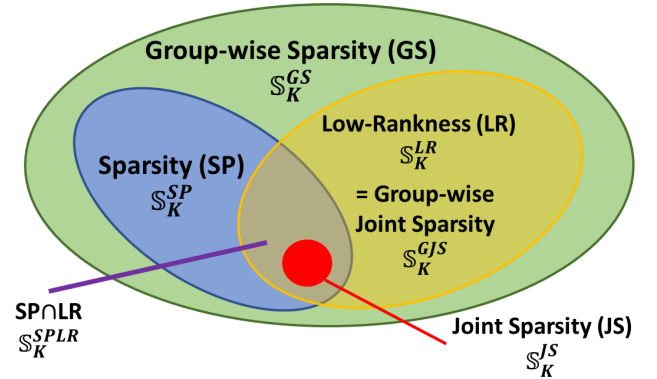 Group-wise Sparsity (GS)
𝕊_K^GS
Low-Rankness (LR)
𝕊_K^LR
Sparsity (SP)
𝕊_K^SP
= Group-wise
Joint Sparsity
𝕊_K^GJS
SP∩LR
𝕊_K^SPLR
Joint Sparsity (JS)
𝕊_K^JS